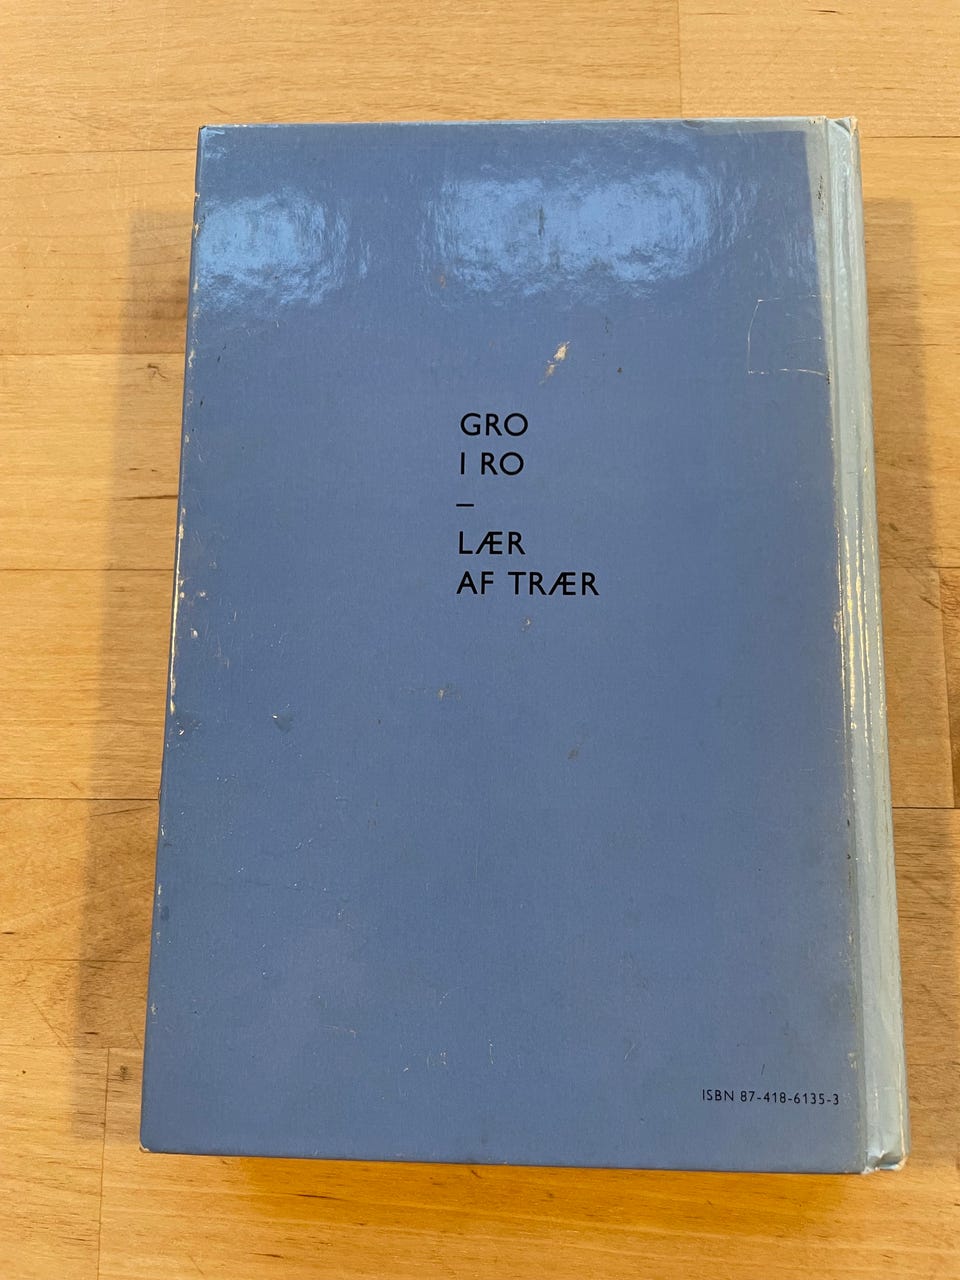 GRO
I RO
—
LÆR
AF TRÆR
ISBN 87-418-6135-3